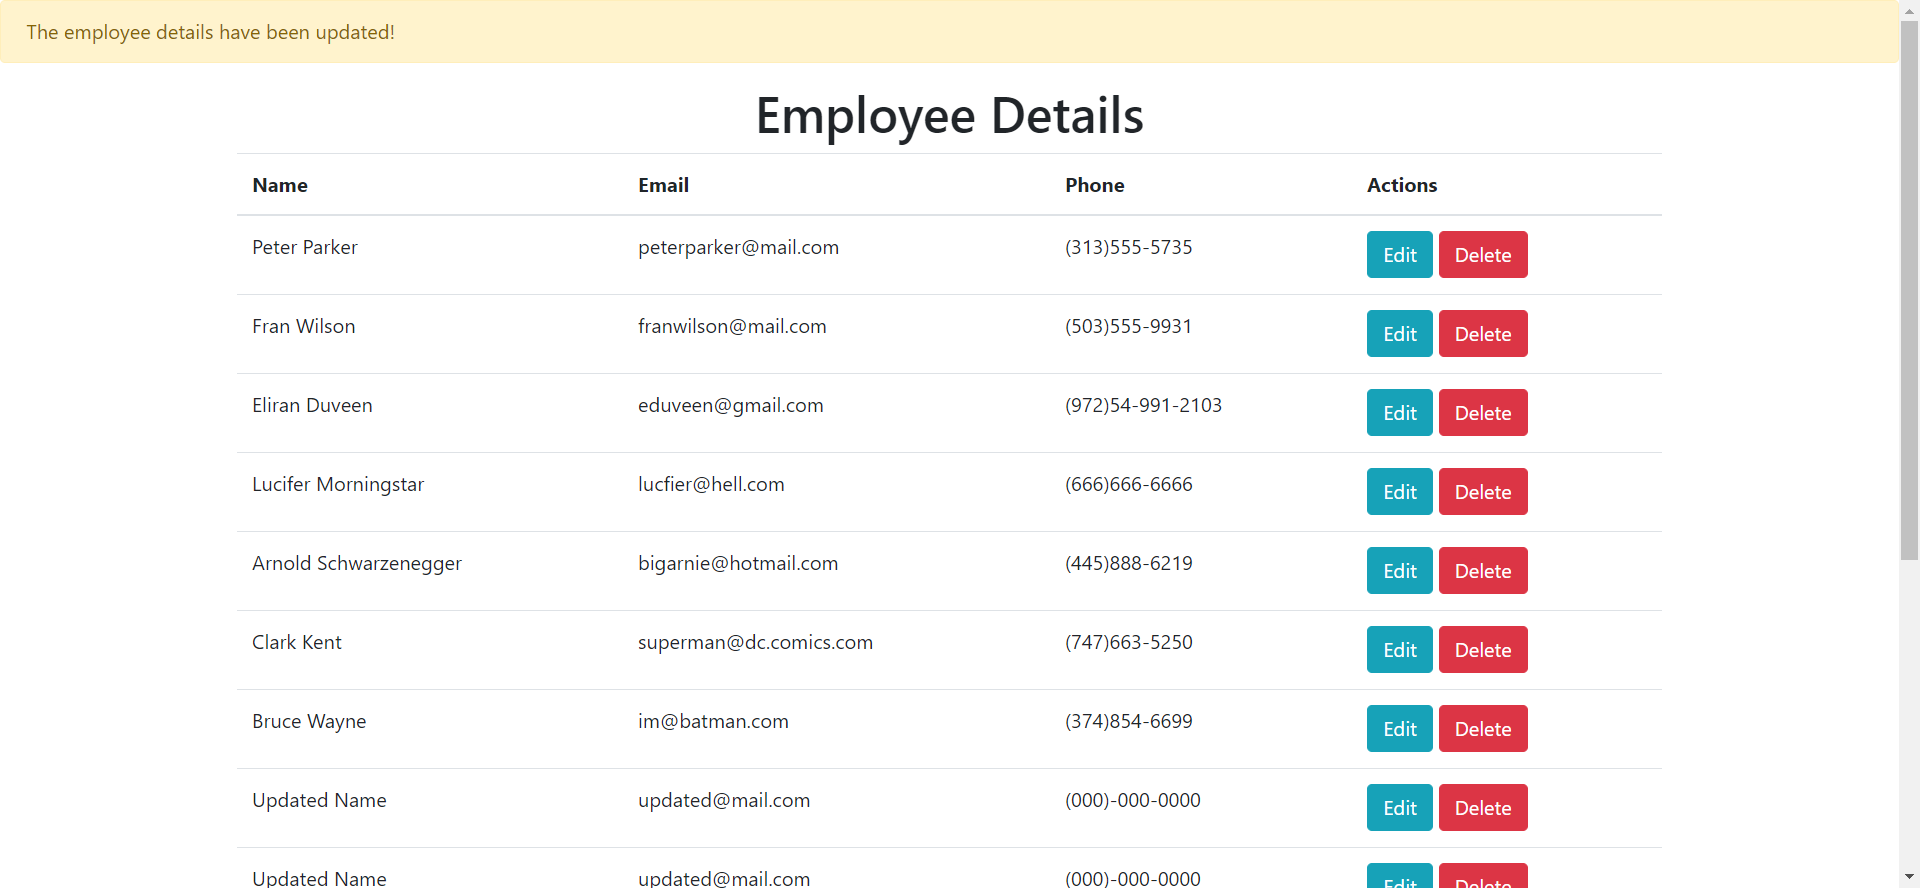 The employee details have been updated!
Employee Details
Name Email Phone Actions
Peter Parker peterparker@mail.com (313)555-5735 Edit Delete
Fran Wilson franwilson@mail.com (503)555-9931 Edit Delete
Eliran Duveen eduveen@gmail.com (972)54-991-2103 Edit Delete
Lucifer Morningstar lucfier@hell.com (666)666-6666 Edit Delete
Arnold Schwarzenegger bigarnie@hotmail.com (445)888-6219 Edit Delete
Clark Kent superman@dc.comics.com (747)663-5250 Edit Delete
Bruce Wayne im@batman.com (374)854-6699 Edit Delete
Updated Name updated@mail.com (000)-000-0000 Edit Delete
Updated Name updated@mail.com (000)-000-0000 Edit Delete